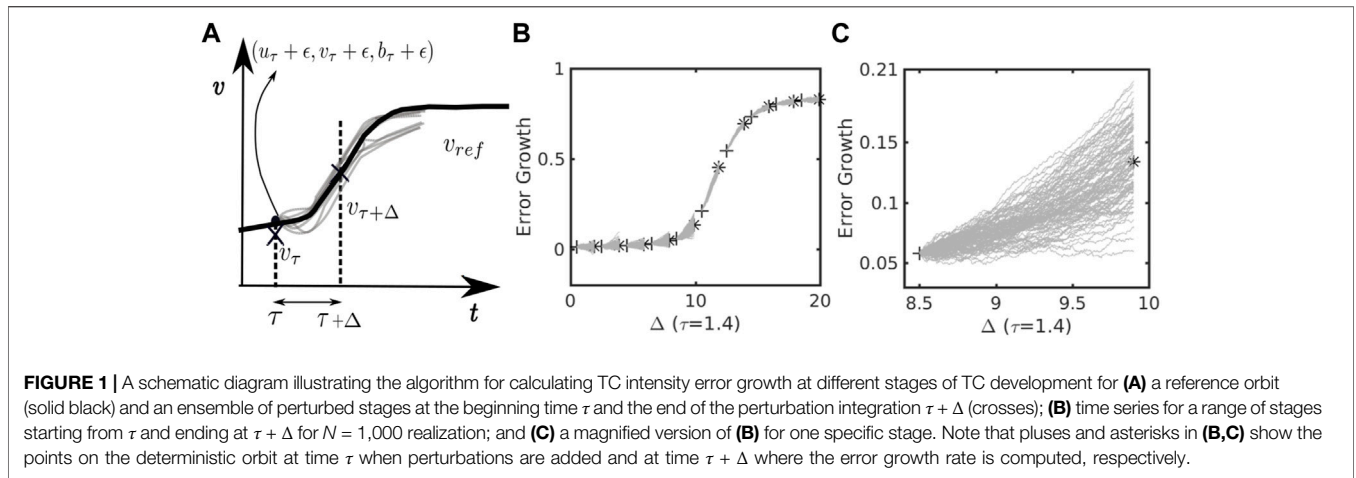 A
(u_τ + ϵ, v_τ + ϵ, b_τ + ϵ)
v
v_ref
v_{τ+Δ}
v_τ
τ
τ+Δ
t
B
1
0.5
0
Error Growth
0
10
20
Δ (τ=1.4)
C
0.21
0.15
0.1
0.05
Error Growth
8.5
9
9.5
10
Δ (τ=1.4)
FIGURE 1 | A schematic diagram illustrating the algorithm for calculating TC intensity error growth at different stages of TC development for (A) a reference orbit
(solid black) and an ensemble of perturbed stages at the beginning time τ and the end of the perturbation integration τ + Δ (crosses); (B) time series for a range of stages
starting from τ and ending at τ + Δ for N = 1,000 realization; and (C) a magnified version of (B) for one specific stage. Note that pluses and asterisks in (B,C) show the
points on the deterministic orbit at time τ when perturbations are added and at time τ + Δ where the error growth rate is computed, respectively.